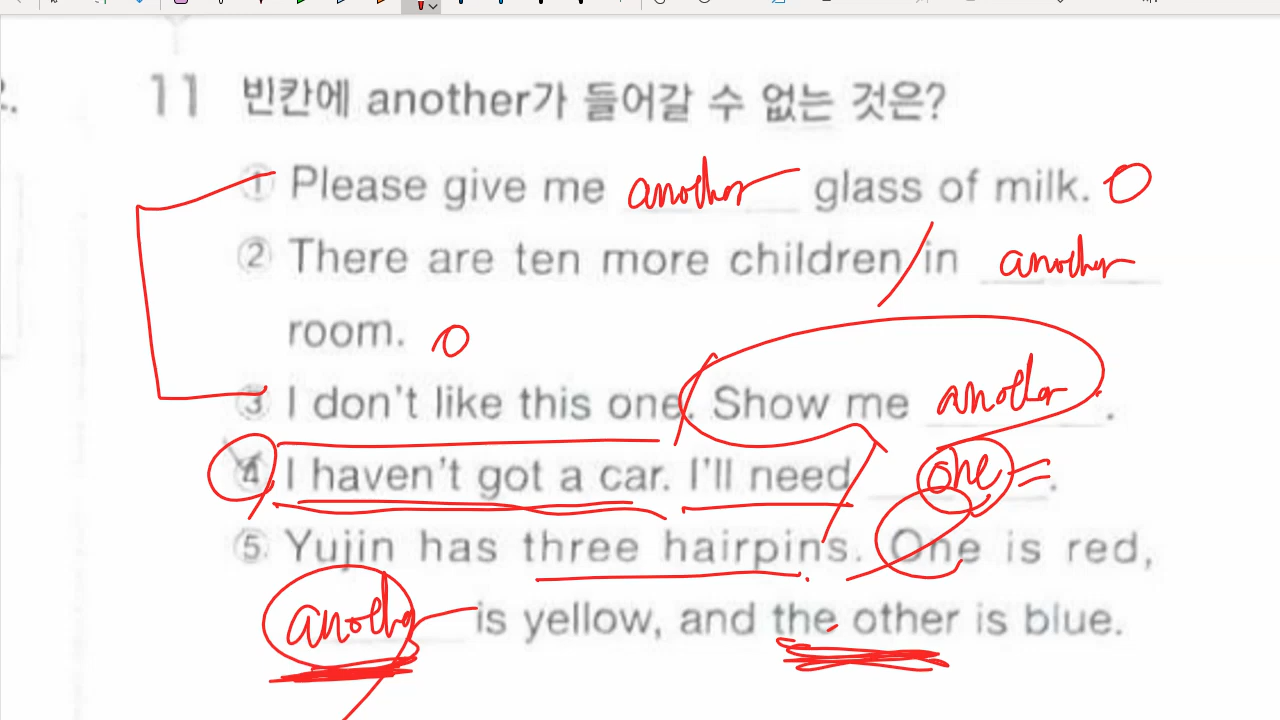 11 빈칸에 another가 들어갈 수 없는 것은?
① Please give me another glass of milk. O
② There are ten more children in another
room. O
③ I don't like this one. Show me another.
④ I haven't got a car. I'll need one.
⑤ Yujin has three hairpins. One is red,
another is yellow, and the other is blue.